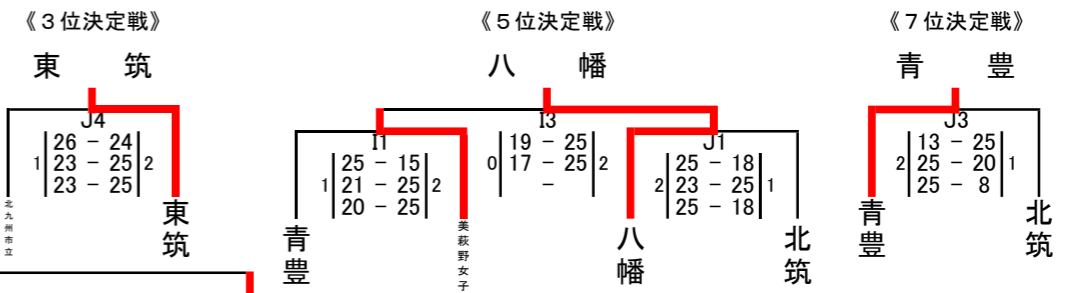 《３位決定戦》
東　筑
J4
26 － 24
1 23 － 25 2
23 － 25
北九州市立
東筑
《５位決定戦》
八　幡
I3
19 － 25
0 17 － 25 2
－
I1
25 － 15
1 21 － 25 2
20 － 25
J1
25 － 18
2 23 － 25 1
25 － 18
青豊
美萩野女子
八幡
北筑
《７位決定戦》
青　豊
J3
13 － 25
2 25 － 20 1
25 － 8
青豊
北筑